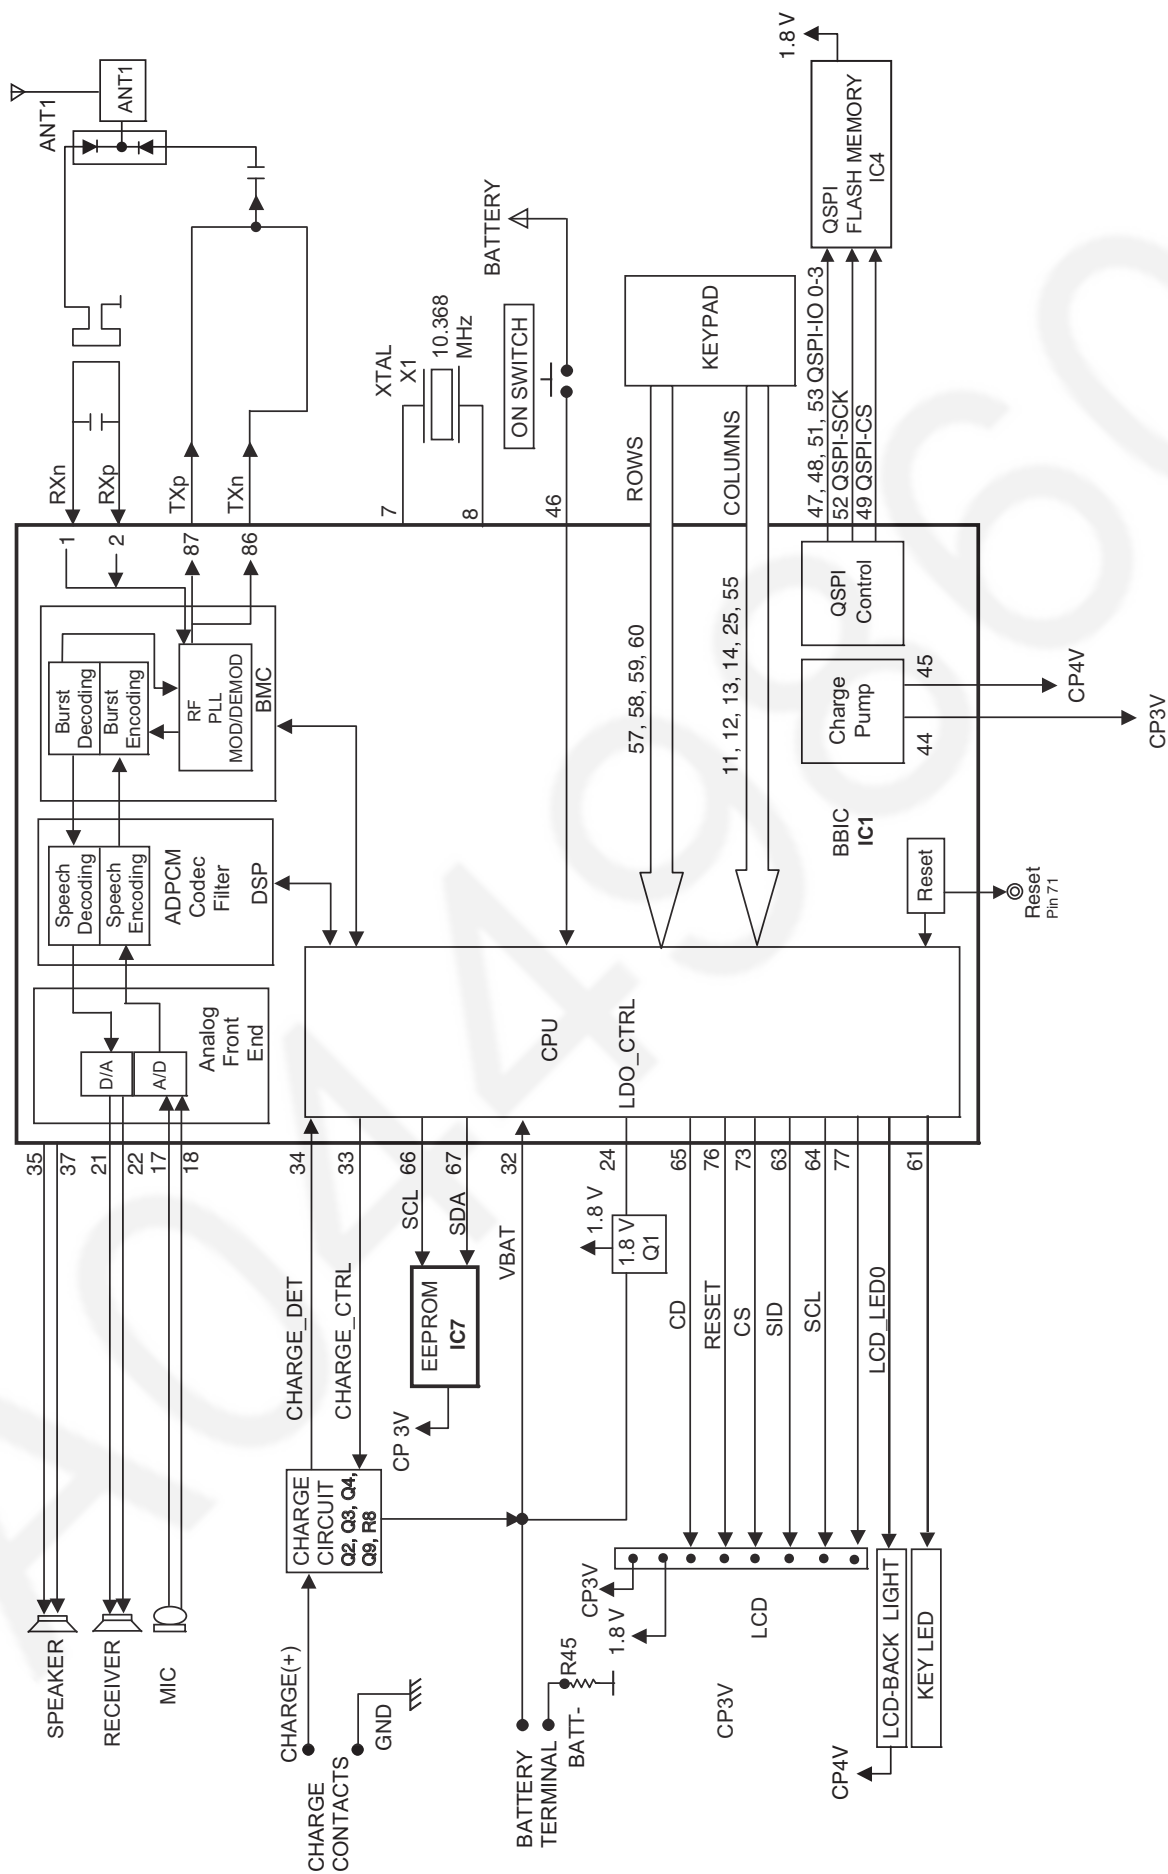 ANT1
ANT1
1.8 V
QSPI
FLASH MEMORY
IC4
BATTERY
KEYPAD
XTAL
X1
10.368
MHz
ON SWITCH
RXn
RXp
TXp
TXn
7
8
46
ROWS
COLUMNS
47, 48, 51, 53 QSPI-IO 0-3
52 QSPI-SCK
49 QSPI-CS
1
2
87
86
57, 58, 59, 60
11, 12, 13, 14, 25, 55
QSPI
Control
Burst
Decoding
Burst
Encoding
RF
PLL
MOD/DEMOD
BMC
Charge
Pump
45
44
CP4V
CP3V
BBIC
IC1
Speech
Decoding
Speech
Encoding
ADPCM
Codec
Filter
DSP
Reset
Reset
Pin 71
D/A
A/D
Analog
Front
End
CPU
LDO_CTRL
35
37
21
22
17
18
34
33
66
67
32
24
65
76
73
63
64
77
61
SCL
SDA
VBAT
1.8 V
1.8 V
Q1
CHARGE_DET
CHARGE_CTRL
EEPROM
IC7
CP 3V
CD
RESET
CS
SID
SCL
LCD_LED0
CHARGE
CIRCUIT
Q2, Q3, Q4,
Q9, R8
SPEAKER
RECEIVER
MIC
CHARGE(+)
GND
CHARGE
CONTACTS
BATTERY
TERMINAL
BATT-
R45
CP3V
1.8 V
LCD
CP3V
LCD-BACK LIGHT
KEY LED
CP4V
A049860